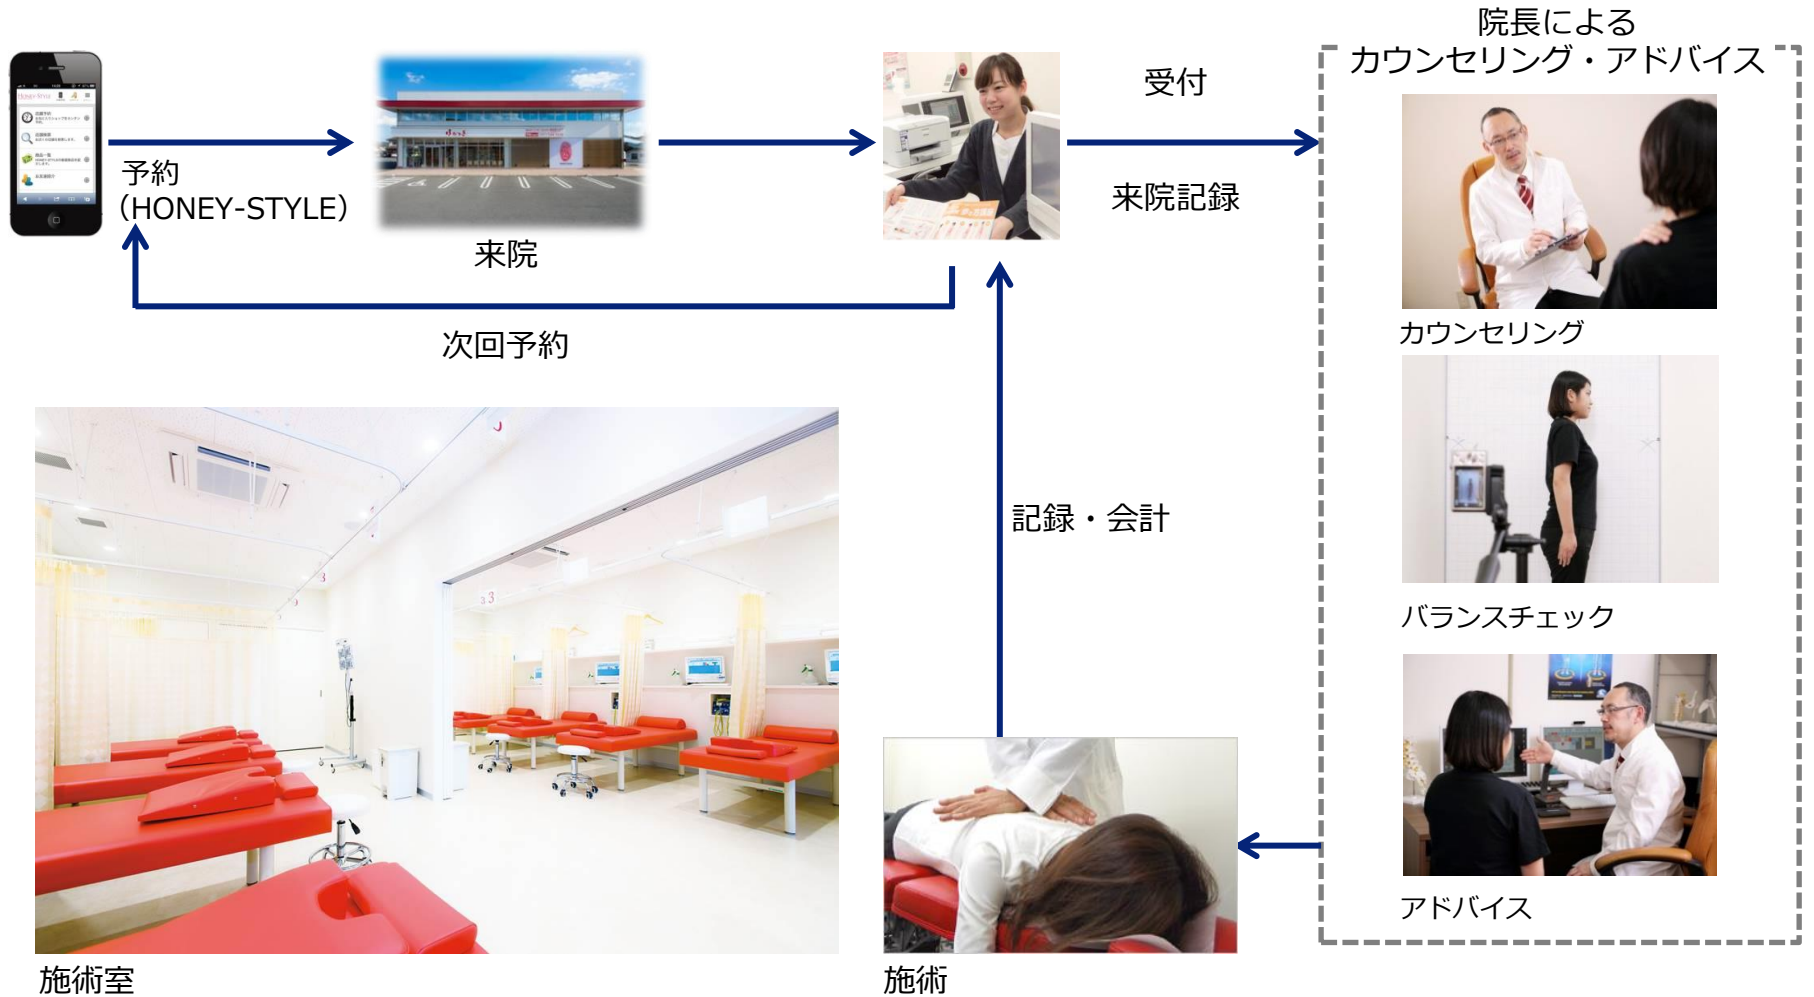 院長による
カウンセリング・アドバイス
受付
予約
（HONEY-STYLE）
来院記録
来院
カウンセリング
次回予約
記録・会計
バランスチェック
アドバイス
施術室
施術